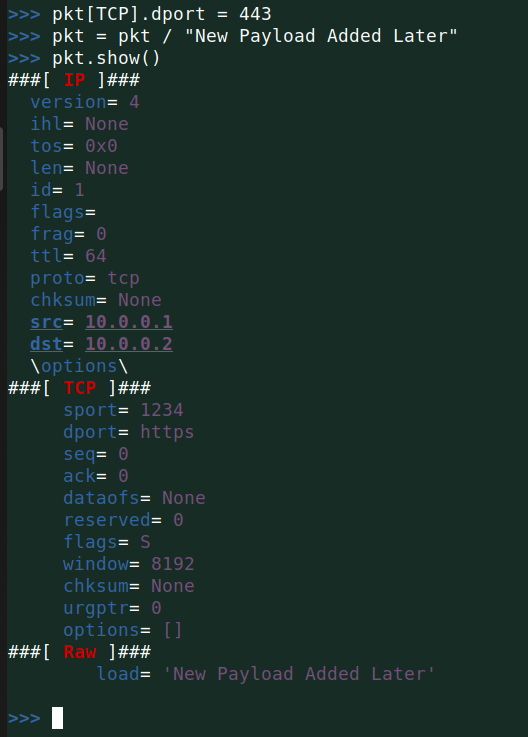 >>> pkt[TCP].dport = 443
>>> pkt = pkt / "New Payload Added Later"
>>> pkt.show()
###[ IP ]###
  version= 4
  ihl= None
  tos= 0x0
  len= None
  id= 1
  flags=
  frag= 0
  ttl= 64
  proto= tcp
  chksum= None
  src= 10.0.0.1
  dst= 10.0.0.2
  \options\
###[ TCP ]###
     sport= 1234
     dport= https
     seq= 0
     ack= 0
     dataofs= None
     reserved= 0
     flags= S
     window= 8192
     chksum= None
     urgptr= 0
     options= []
###[ Raw ]###
        load= 'New Payload Added Later'
>>>